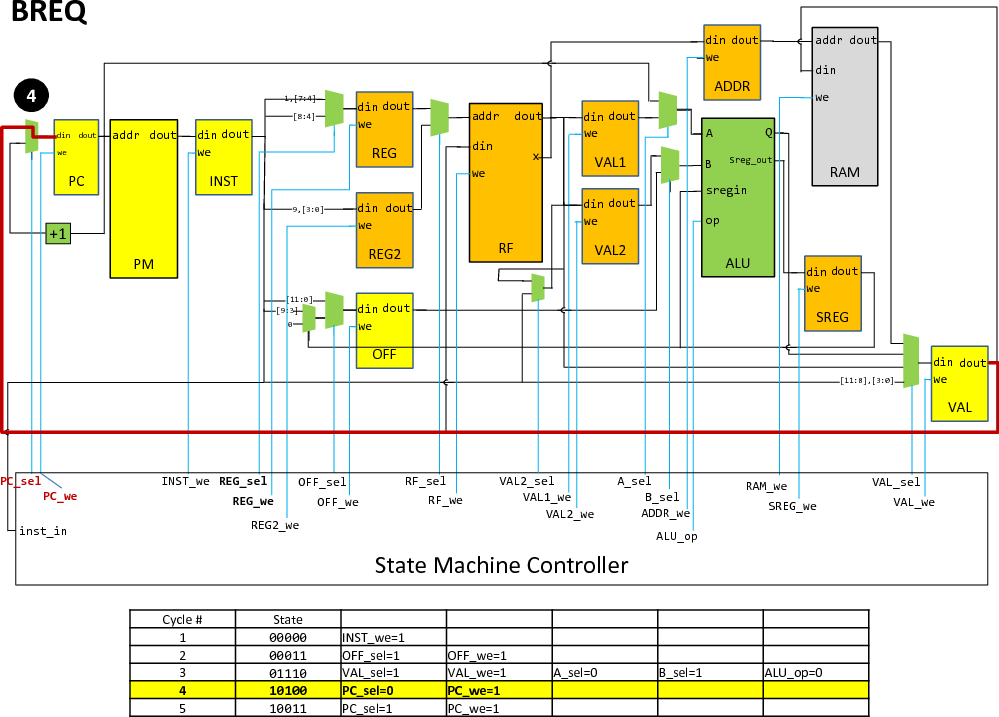 BREQ
4
din dout
we
PC
+1
addr dout
PM
din dout
we
INST
1,[7:4]
[8:4]
din dout
we
REG
9,[3:0]
din dout
we
REG2
[11:0]
[9:3]
0
din dout
we
OFF
addr dout
din
we
x
RF
din dout
we
VAL1
din dout
we
VAL2
din dout
we
ADDR
A Q
B Sreg_out
sregin
op
ALU
addr dout
din
we
RAM
din dout
we
SREG
[11:8],[3:0]
din dout
we
VAL
PC_sel
PC_we
INST_we
REG_sel
REG_we
REG2_we
OFF_sel
OFF_we
RF_sel
RF_we
VAL2_sel
VAL1_we
VAL2_we
A_sel
B_sel
ADDR_we
ALU_op
RAM_we
SREG_we
VAL_sel
VAL_we
inst_in
State Machine Controller
Cycle # State
1 00000 INST_we=1
2 00011 OFF_sel=1 OFF_we=1
3 01110 VAL_sel=1 VAL_we=1 A_sel=0 B_sel=1 ALU_op=0
4 10100 PC_sel=0 PC_we=1
5 10011 PC_sel=1 PC_we=1